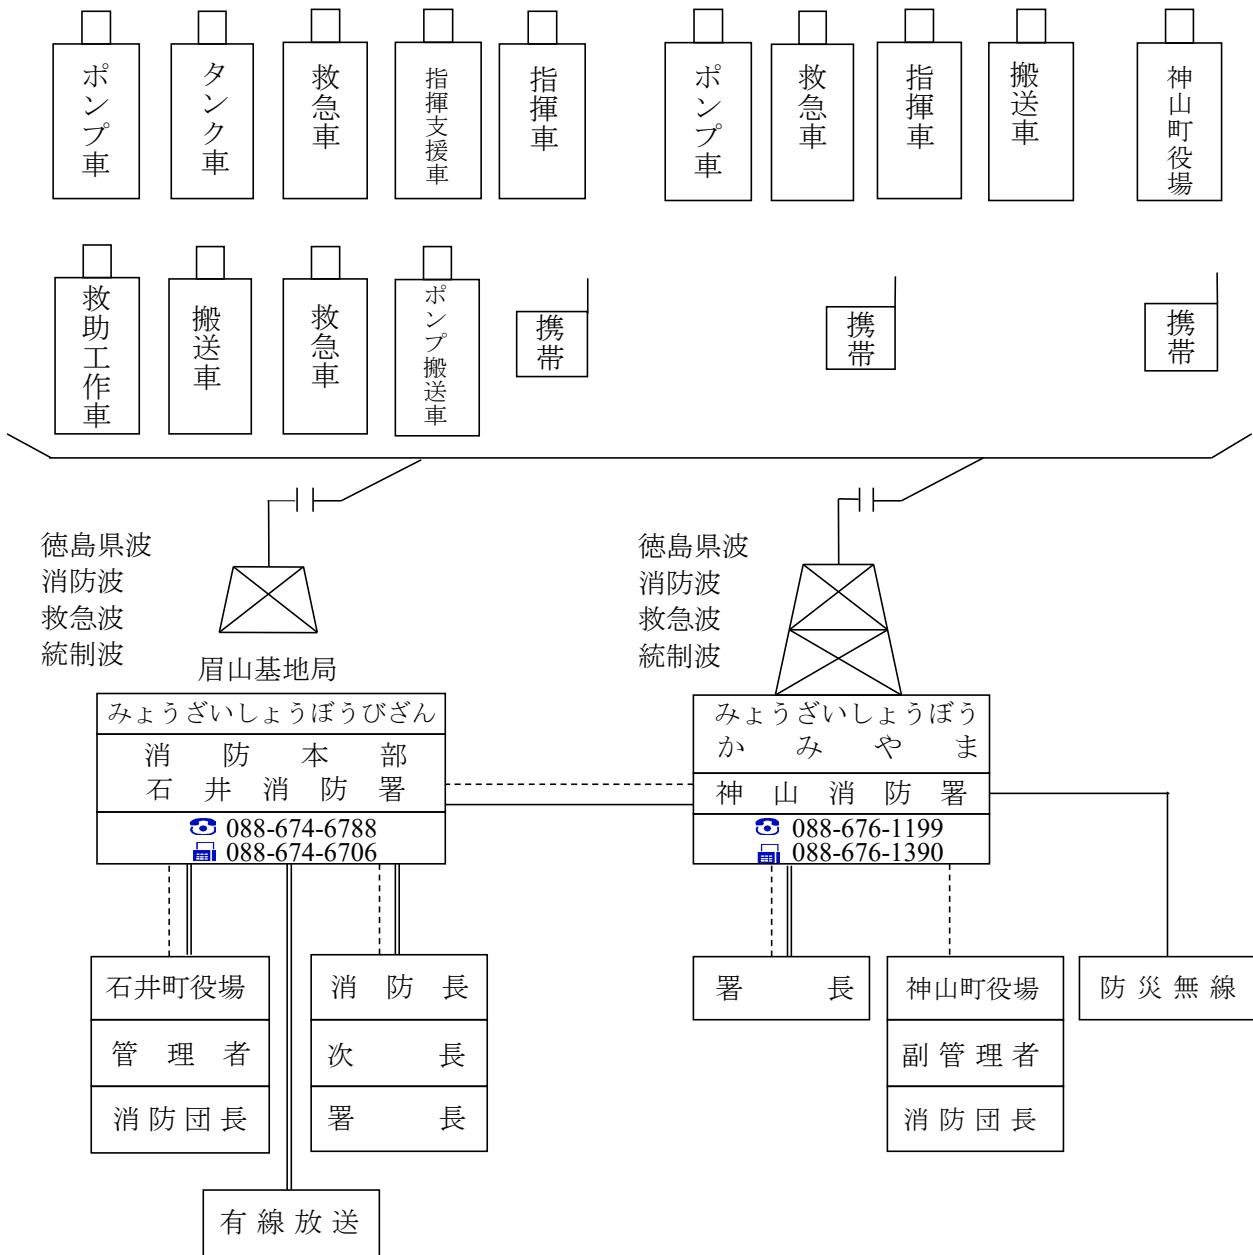 ポンプ車
タンク車
救急車
指揮支援車
指揮車
ポンプ車
救急車
指揮車
搬送車
神山町役場
救助工作車
搬送車
救急車
ポンプ搬送車
携帯
携帯
携帯
徳島県波
消防波
救急波
統制波
眉山基地局
徳島県波
消防波
救急波
統制波
みょうざいしょうぼうびざん
消防本部
石井消防署
088-674-6788
088-674-6706
みょうざいしょうぼう
かみやま
神山消防署
088-676-1199
088-676-1390
石井町役場
管理者
消防団長
消防長
次長
署長
署長
神山町役場
副管理者
消防団長
防災無線
有線放送